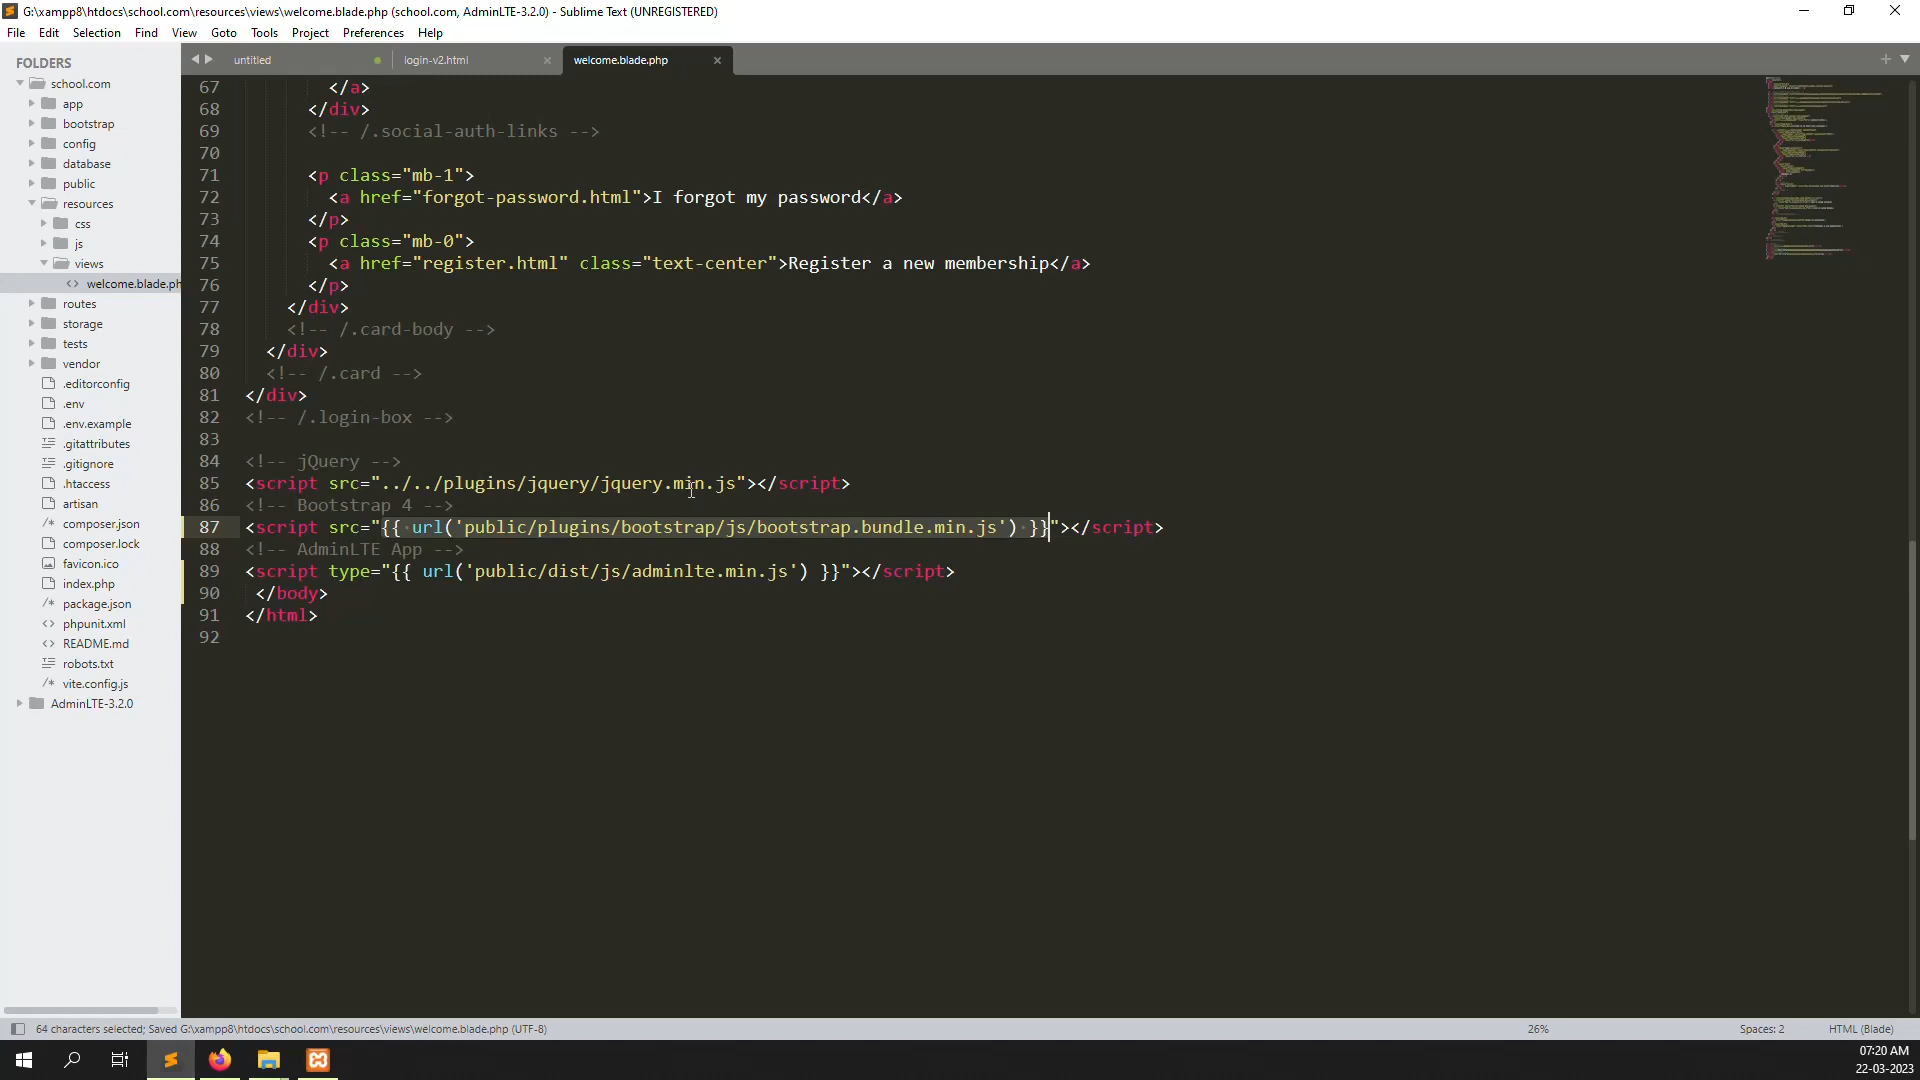 G:\xampp8\htdocs\school.com\resources\views\welcome.blade.php (school.com, AdminLTE-3.2.0) - Sublime Text (UNREGISTERED)
File Edit Selection Find View Goto Tools Project Preferences Help
FOLDERS
school.com
app
bootstrap
config
database
public
resources
css
js
views
welcome.blade.ph
routes
storage
tests
vendor
.editorconfig
.env
.env.example
.gitattributes
.gitignore
.htaccess
artisan
composer.json
composer.lock
favicon.ico
index.php
package.json
phpunit.xml
README.md
robots.txt
vite.config.js
AdminLTE-3.2.0
untitled login-v2.html welcome.blade.php
67 </a>
68 </div>
69 <!-- /.social-auth-links -->
70
71 <p class="mb-1">
72 <a href="forgot-password.html">I forgot my password</a>
73 </p>
74 <p class="mb-0">
75 <a href="register.html" class="text-center">Register a new membership</a>
76 </p>
77 </div>
78 <!-- /.card-body -->
79 </div>
80 <!-- /.card -->
81 </div>
82 <!-- /.login-box -->
83
84 <!-- jQuery -->
85 <script src="../../plugins/jquery/jquery.min.js"></script>
86 <!-- Bootstrap 4 -->
87 <script src="{{ url('public/plugins/bootstrap/js/bootstrap.bundle.min.js') }}"></script>
88 <!-- AdminLTE App -->
89 <script type="{{ url('public/dist/js/adminlte.min.js') }}"></script>
90 </body>
91 </html>
92
64 characters selected; Saved G:\xampp8\htdocs\school.com\resources\views\welcome.blade.php (UTF-8) 26% Spaces: 2 HTML (Blade)
07:20 AM
22-03-2023